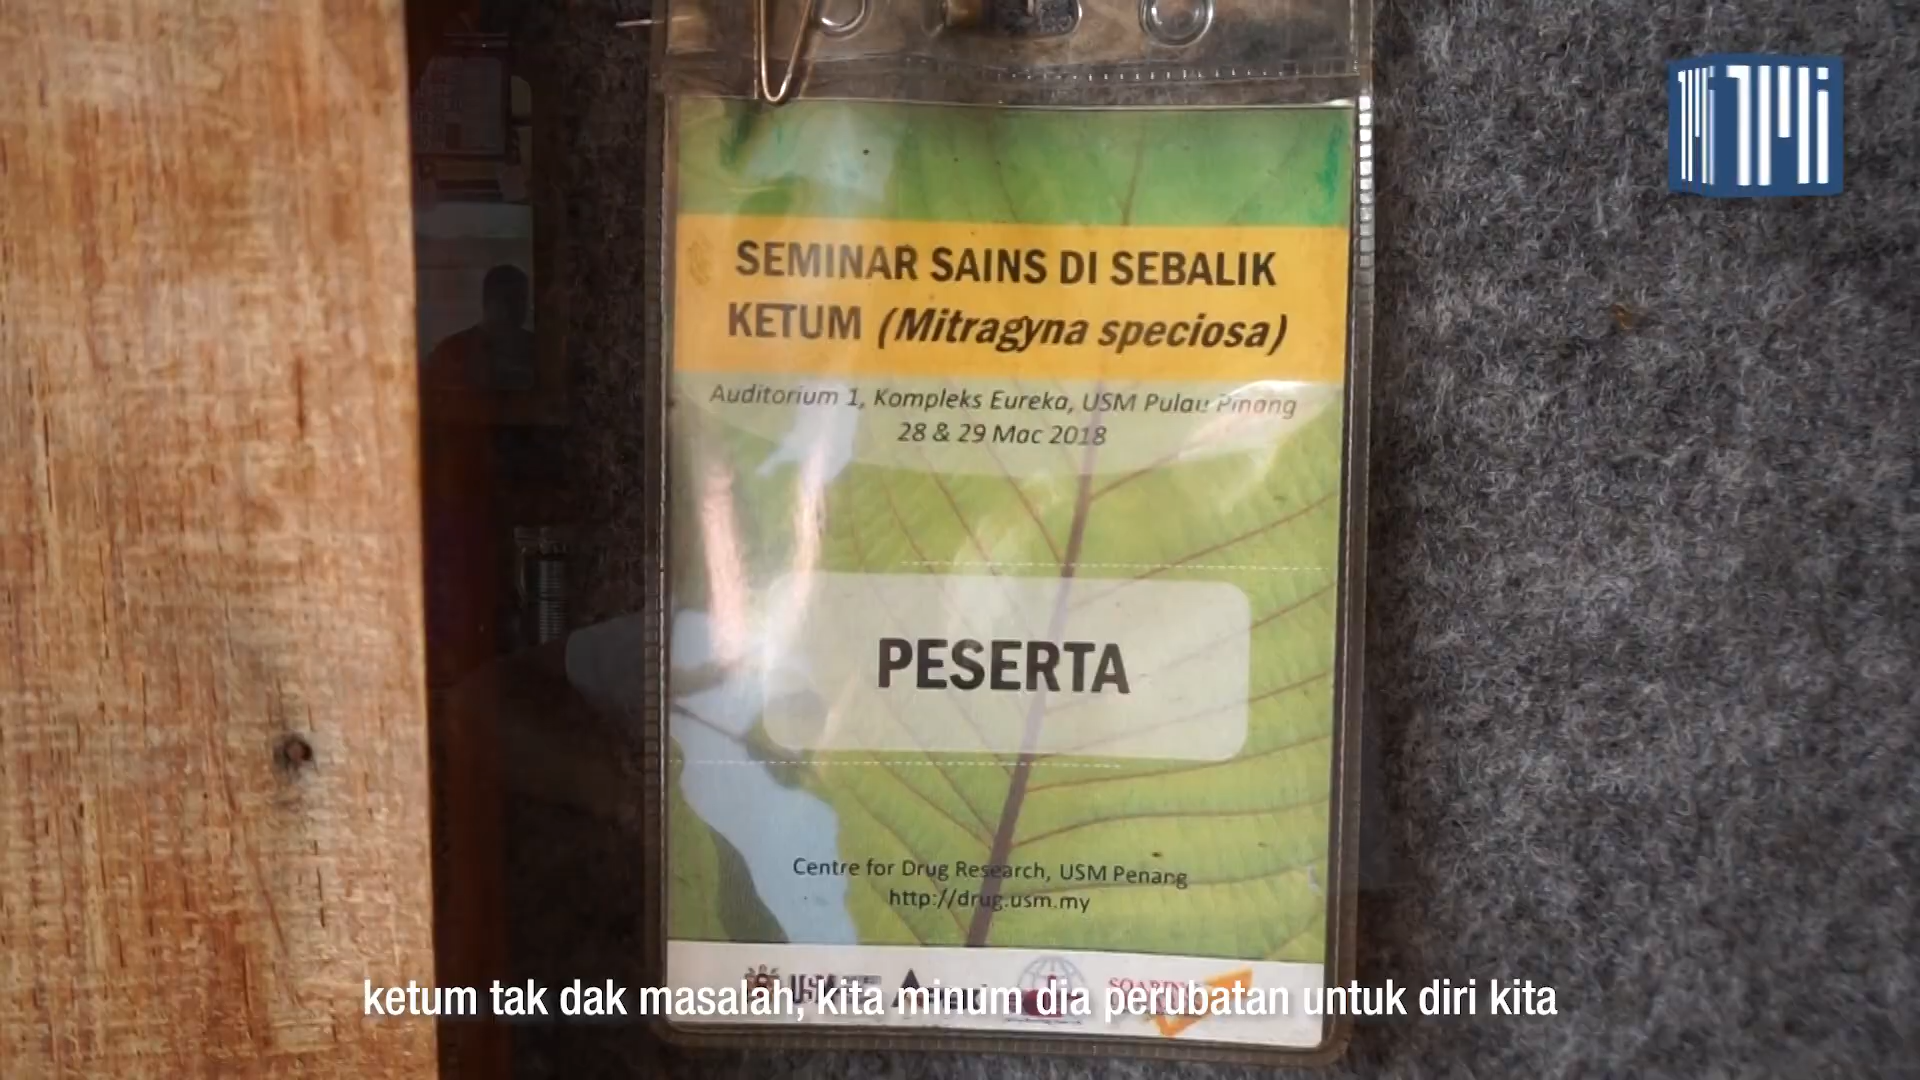 SEMINAR SAINS DI SEBALIK
KETUM (Mitragyna speciosa)
Auditorium 1, Kompleks Eureka, USM Pulau Pinang
28 & 29 Mac 2018
PESERTA
Centre for Drug Research, USM Penang
http://drug.usm.my
ketum tak dak masalah, kita minum dia perubatan untuk diri kita